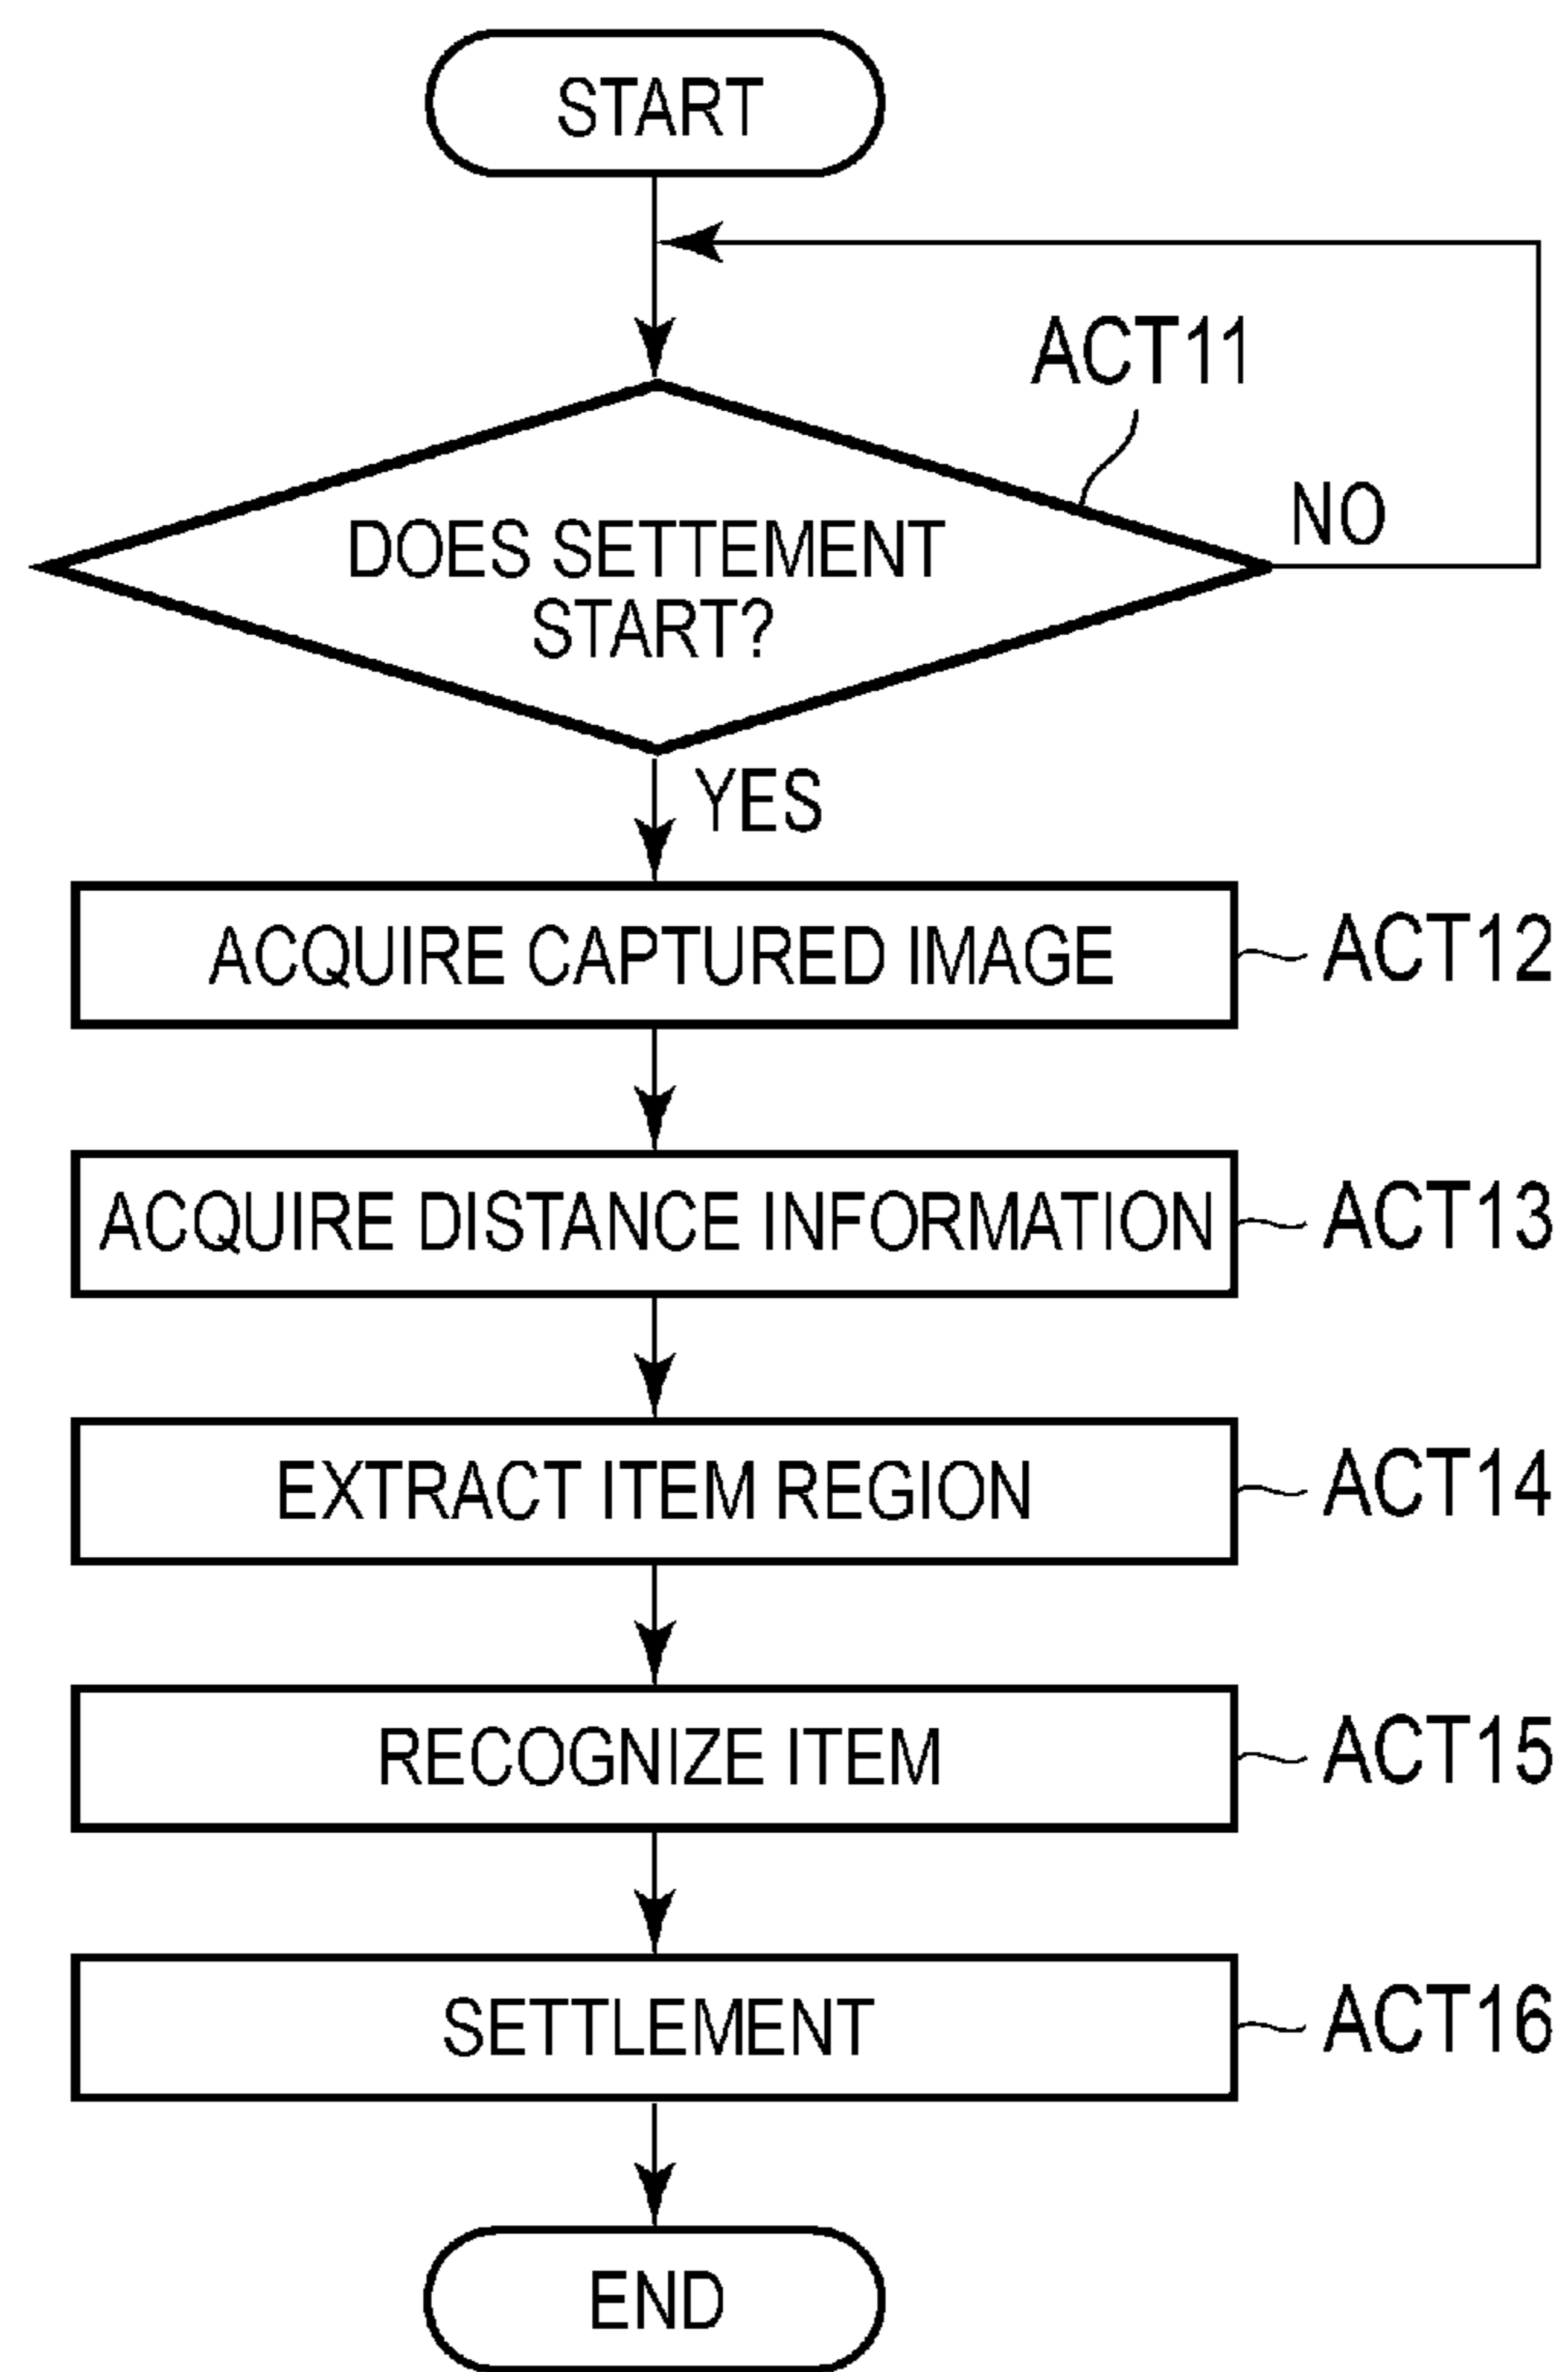 START
ACT11
NO
DOES SETTEMENT
START?
YES
ACQUIRE CAPTURED IMAGE
ACT12
ACQUIRE DISTANCE INFORMATION
ACT13
EXTRACT ITEM REGION
ACT14
RECOGNIZE ITEM
ACT15
SETTLEMENT
ACT16
END